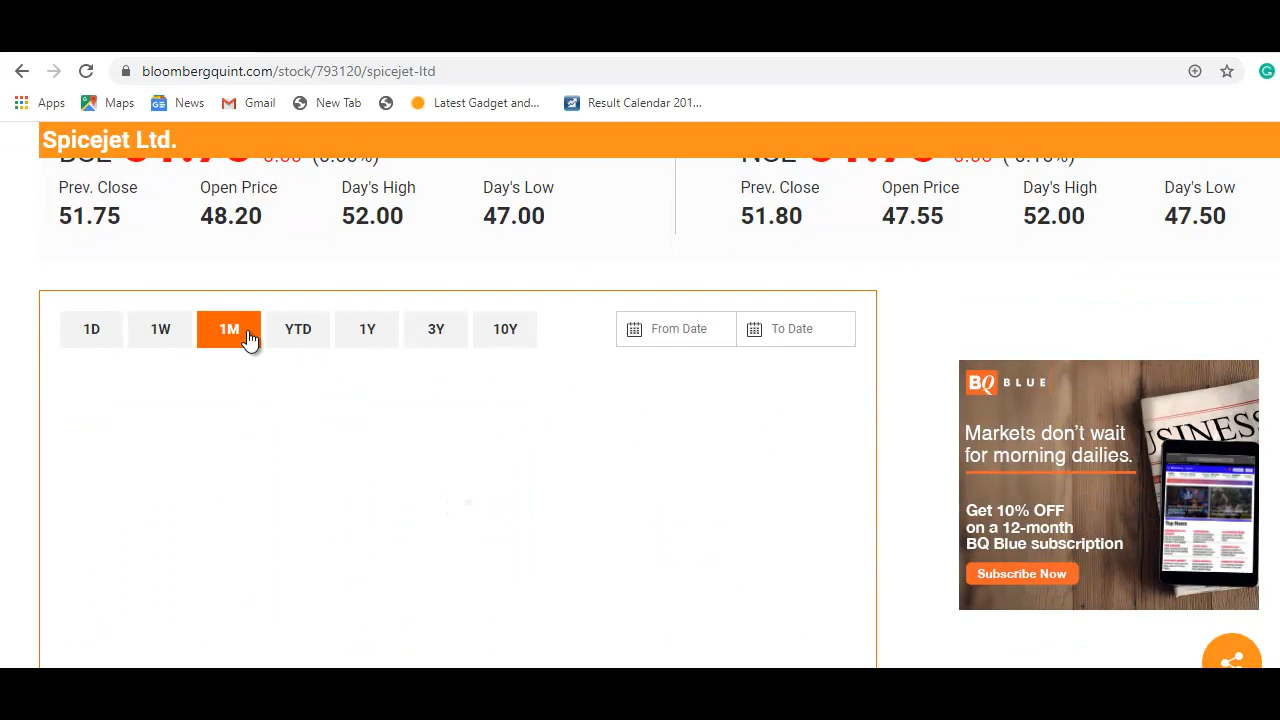 bloombergquint.com/stock/793120/spicejet-ltd
Apps Maps News Gmail New Tab Latest Gadget and... Result Calendar 201...
Spicejet Ltd.
Prev. Close Open Price Day's High Day's Low
51.75 48.20 52.00 47.00
Prev. Close Open Price Day's High Day's Low
51.80 47.55 52.00 47.50
1D 1W 1M YTD 1Y 3Y 10Y
From Date To Date
BQ BLUE
Markets don't wait
for morning dailies.
Get 10% OFF
on a 12-month
BQ Blue subscription
Subscribe Now